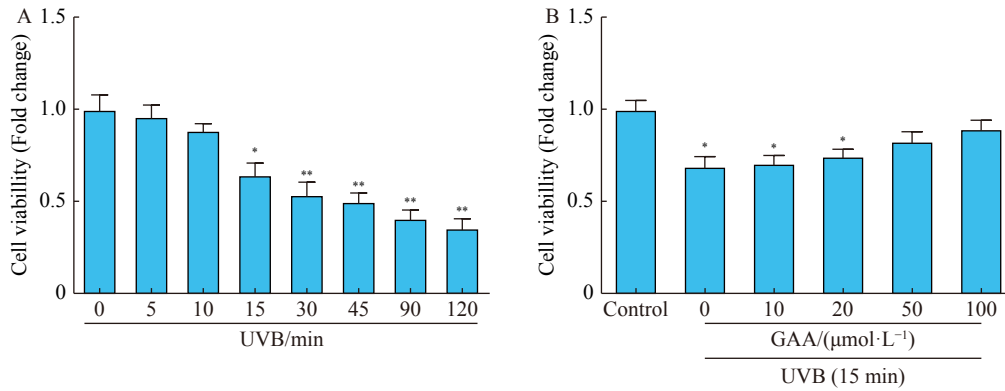 A
Cell viabillity (Fold change)
1.5
1.0
0.5
0
*
**
**
**
**
0 5 10 15 30 45 90 120
UVB/min
B
Cell viabillity (Fold change)
1.5
1.0
0.5
0
*
*
*
Control 0 10 20 50 100
GAA/(μmol·L⁻¹)
UVB (15 min)